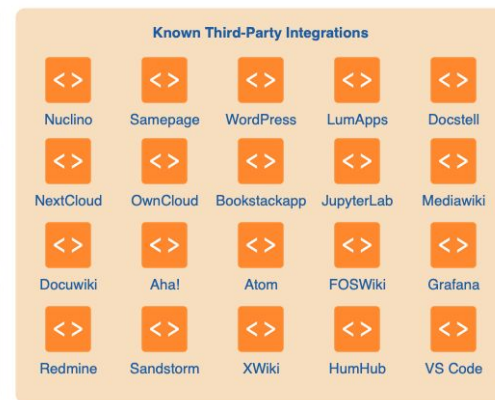 Known Third-Party Integrations
< > < > < > < > < >
Nuclino Samepage WordPress LumApps Docstell
< > < > < > < > < >
NextCloud OwnCloud Bookstackapp JupyterLab Mediawiki
< > < > < > < > < >
Docuwiki Aha! Atom FOSWiki Grafana
< > < > < > < > < >
Redmine Sandstorm XWiki HumHub VS Code